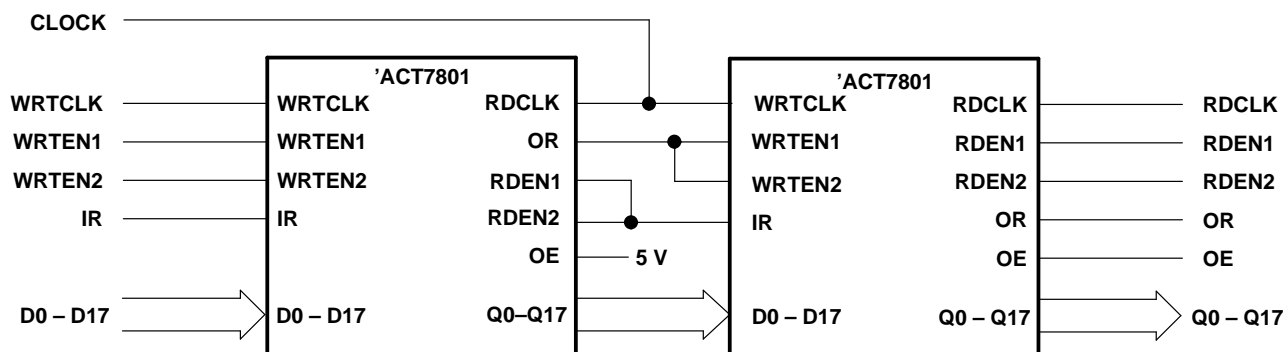 CLOCK
’ACT7801
’ACT7801
WRTCLK WRTCLK RDCLK WRTCLK RDCLK RDCLK
WRTEN1 WRTEN1 OR WRTEN1 RDEN1 RDEN1
WRTEN2 WRTEN2 RDEN1 WRTEN2 RDEN2 RDEN2
IR IR RDEN2 IR OR OR
OE 5 V OE OE
D0 – D17 D0 – D17 Q0–Q17 D0 – D17 Q0 – Q17 Q0 – Q17